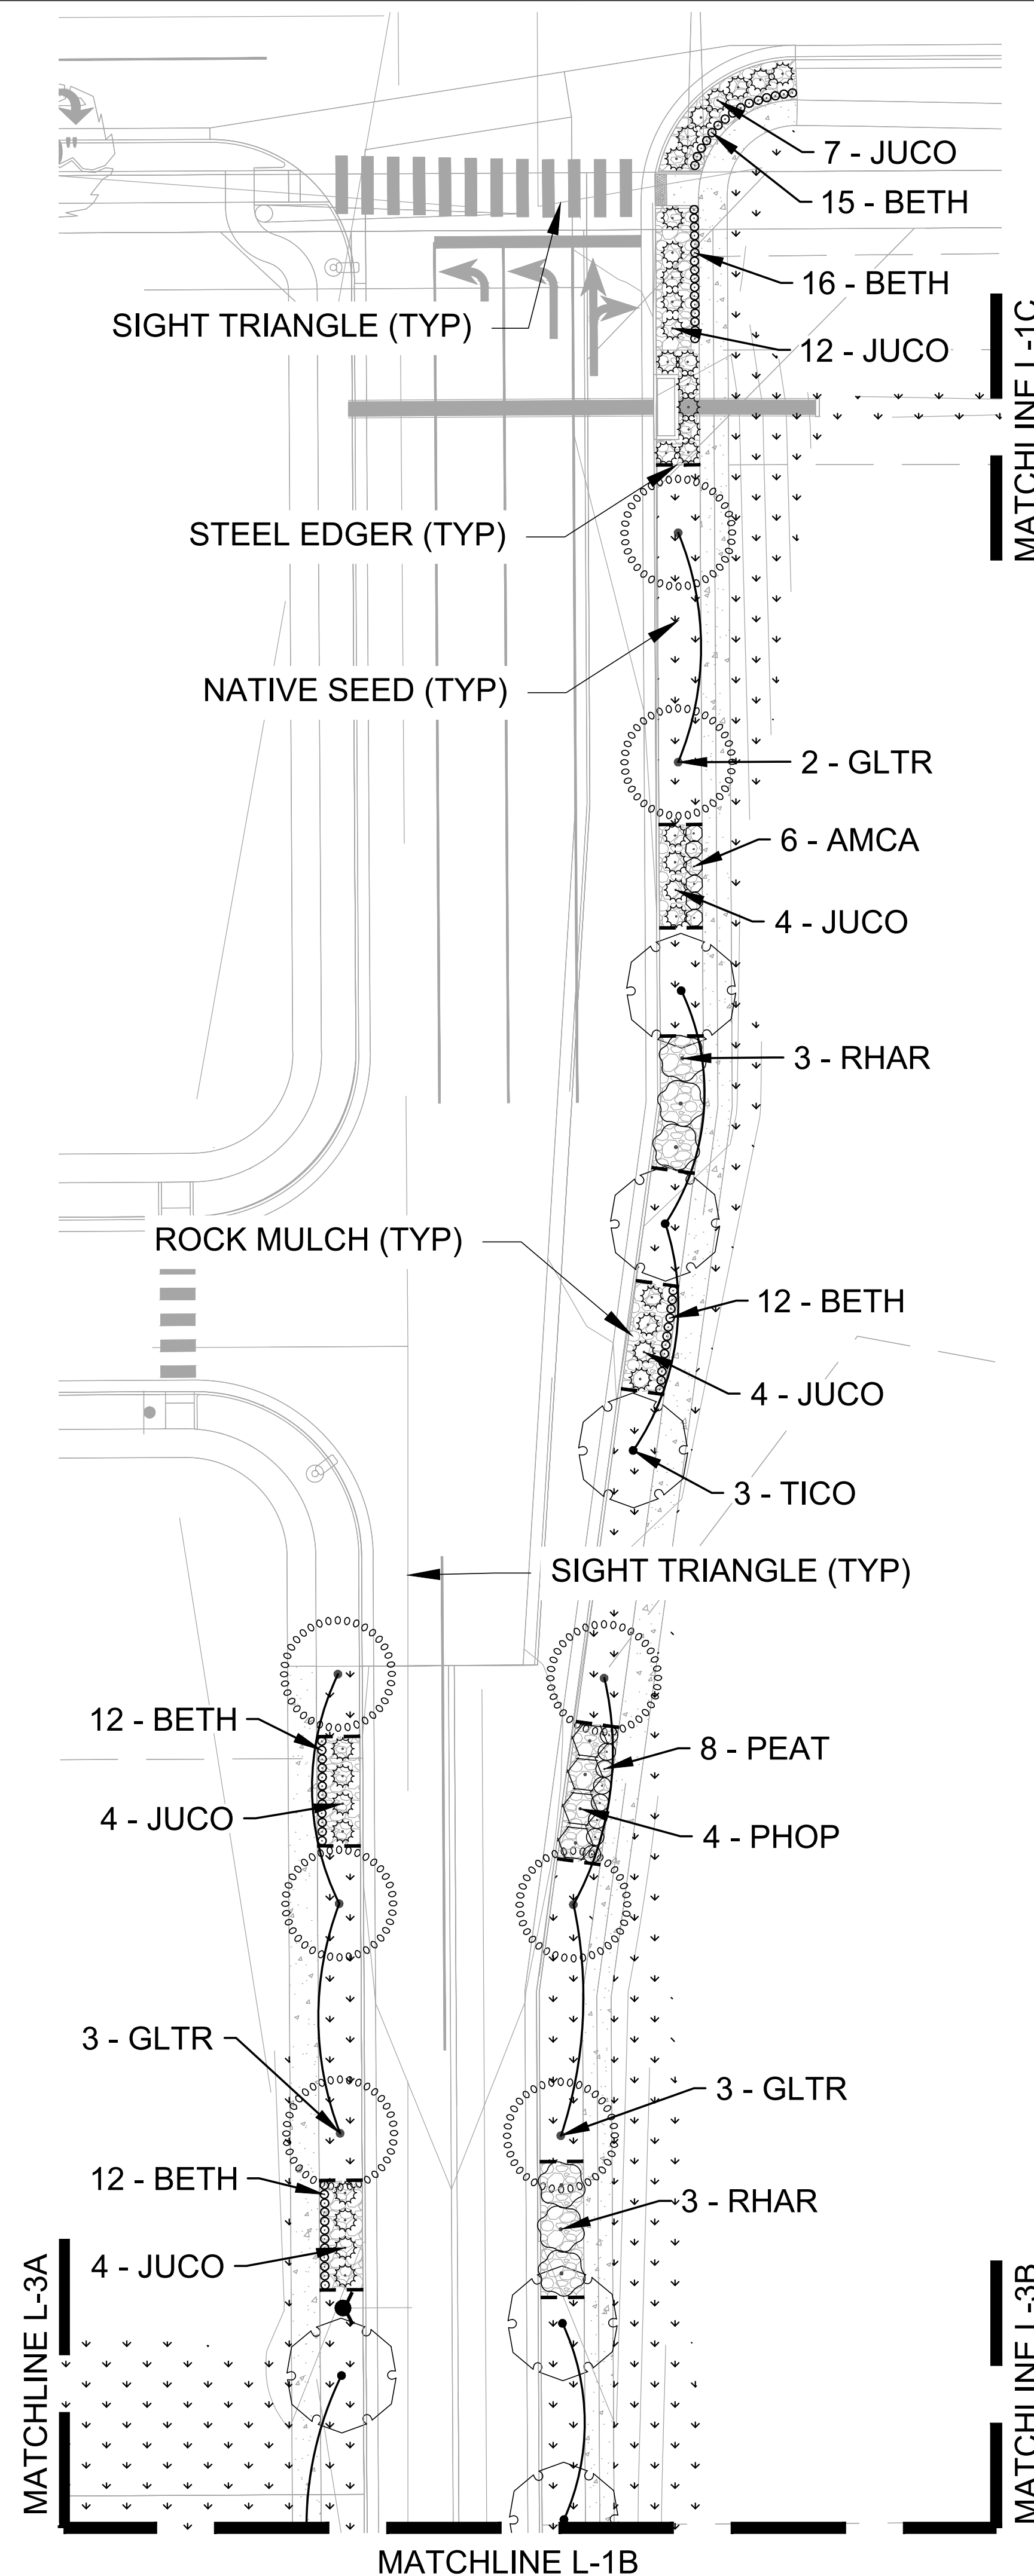 "
7 - JUCO
15 - BETH
16 - BETH
SIGHT TRIANGLE (TYP)
12 - JUCO
MATCHLINE L-1C
STEEL EDGER (TYP)
NATIVE SEED (TYP)
2 - GLTR
6 - AMCA
4 - JUCO
3 - RHAR
ROCK MULCH (TYP)
12 - BETH
4 - JUCO
3 - TICO
SIGHT TRIANGLE (TYP)
12 - BETH
8 - PEAT
4 - JUCO
4 - PHOP
3 - GLTR
3 - GLTR
12 - BETH
3 - RHAR
4 - JUCO
MATCHLINE L-3A
MATCHLINE L-3B
MATCHLINE L-1B